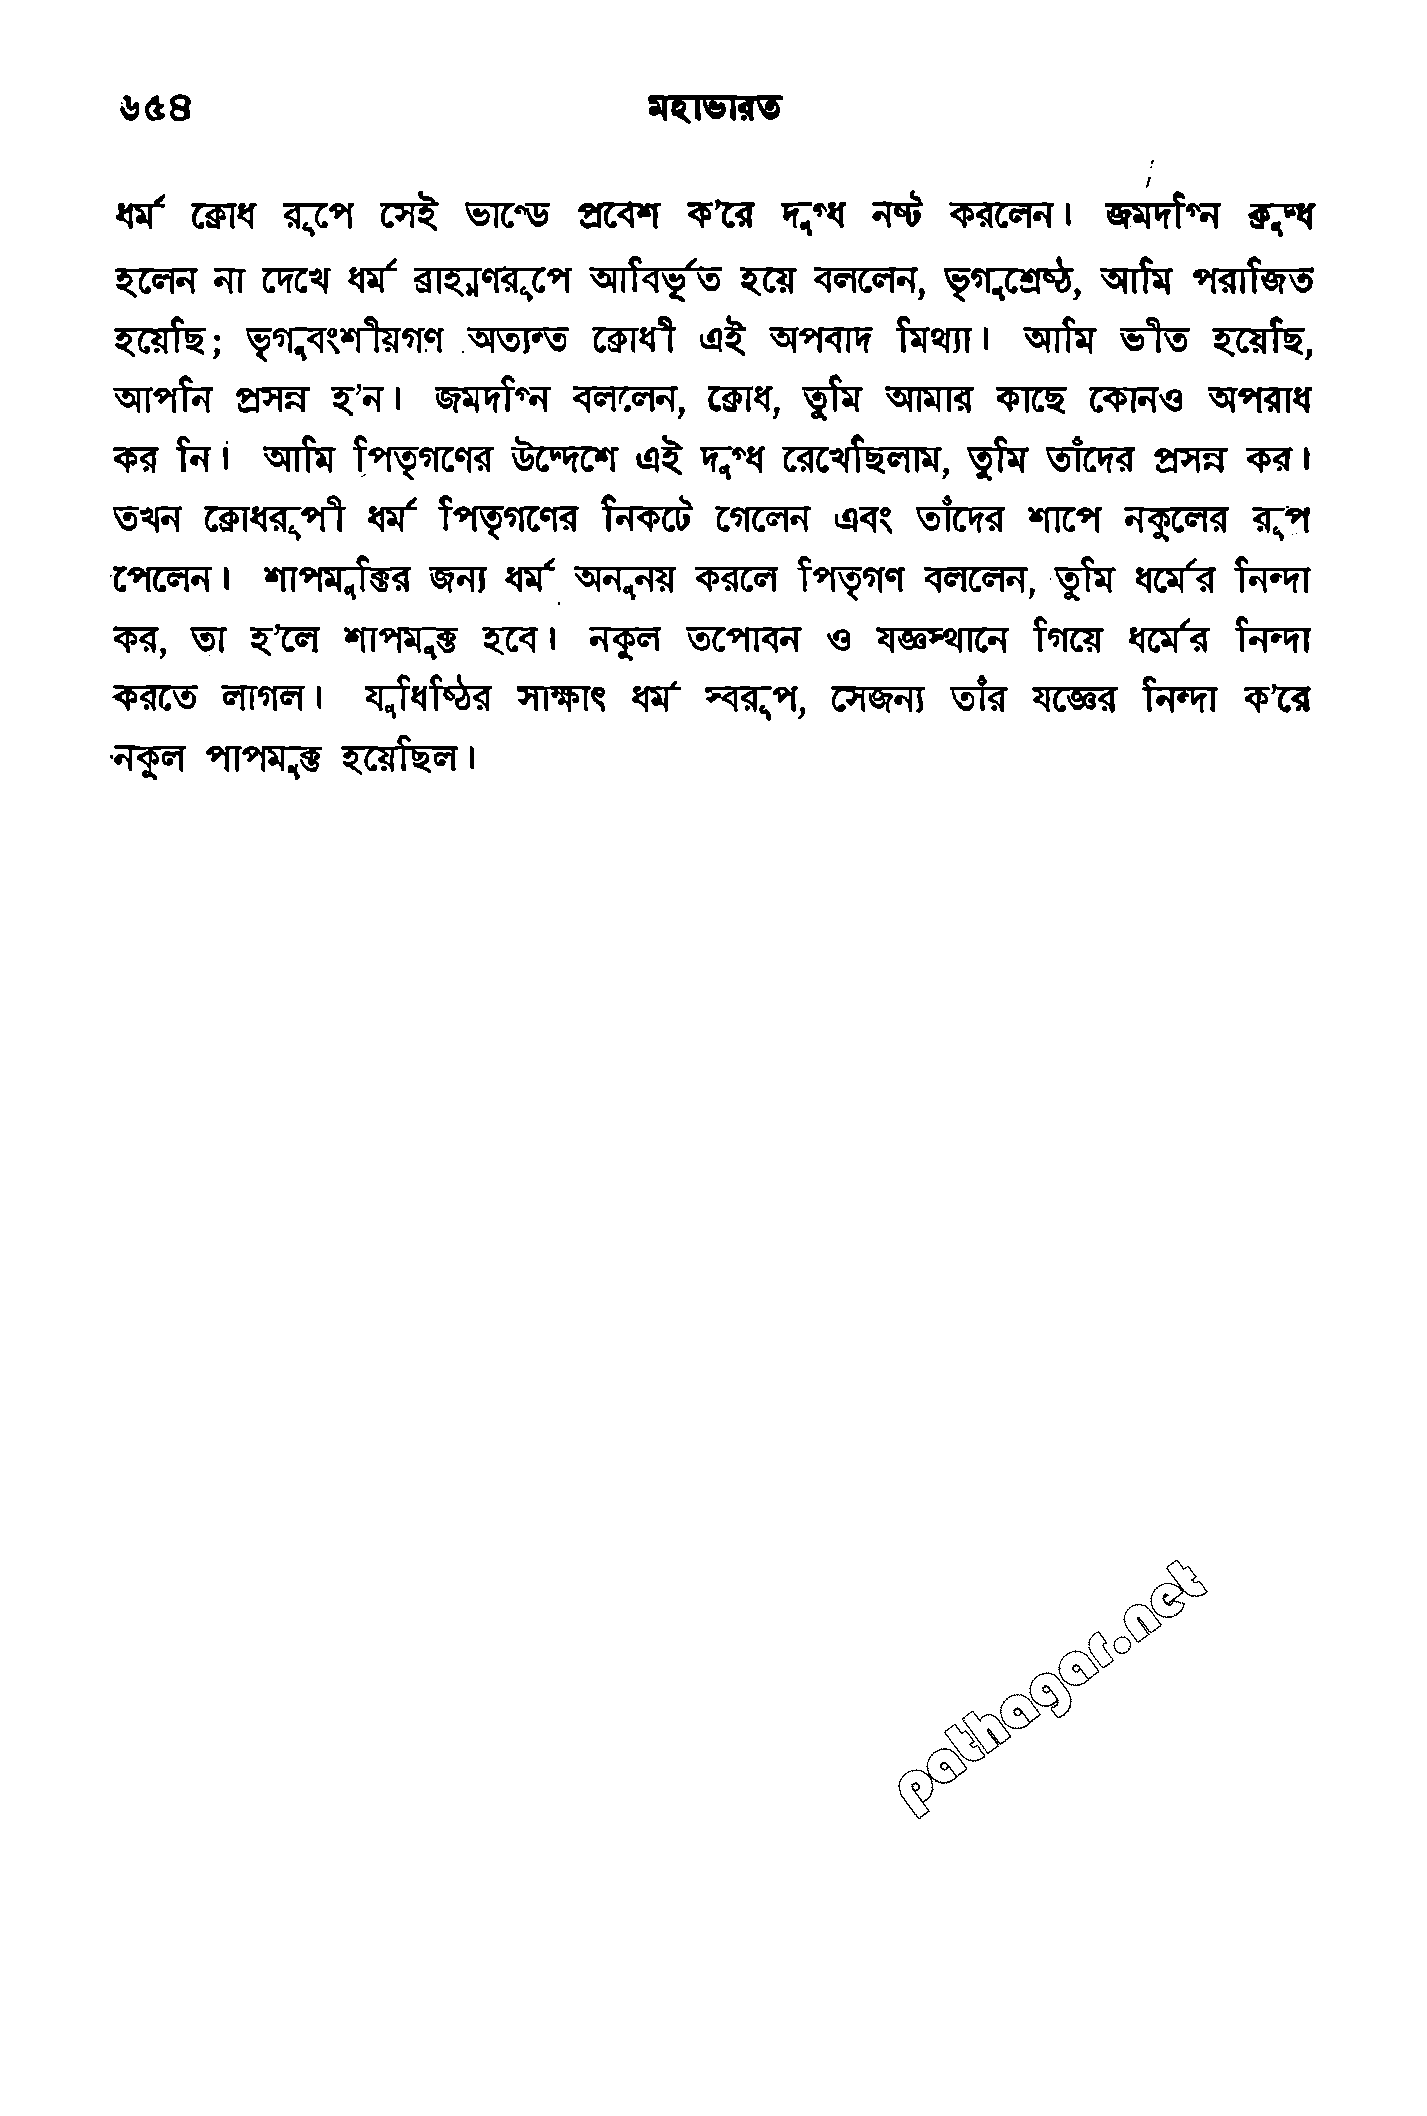 ৬৫৪ মহাভারত
ধর্ম ক্রোধ রূপে সেই ভাণ্ডে প্রবেশ ক’রে দুগ্ধ নষ্ট করলেন। জমদগ্নি ক্রুদ্ধ
হলেন না দেখে ধর্ম ব্রাহ্মণরূপে আবির্ভূত হয়ে বললেন, ভৃগুশ্রেষ্ঠ, আমি পরাজিত
হয়েছি; ভৃগুবংশীয়গণ অত্যন্ত ক্রোধী এই অপবাদ মিথ্যা। আমি ভীত হয়েছি,
আপনি প্রসন্ন হ’ন। জমদগ্নি বললেন, ক্রোধ, তুমি আমার কাছে কোনও অপরাধ
কর নি। আমি পিতৃগণের উদ্দেশে এই দুগ্ধ রেখেছিলাম, তুমি তাঁদের প্রসন্ন কর।
তখন ক্রোধরূপী ধর্ম পিতৃগণের নিকটে গেলেন এবং তাঁদের শাপে নকুলের রূপ
পেলেন। শাপমুক্তির জন্য ধর্ম অনুনয় করলে পিতৃগণ বললেন, তুমি ধর্মের নিন্দা
কর, তা হ’লে শাপমুক্ত হবে। নকুল তপোবন ও যজ্ঞস্থানে গিয়ে ধর্মের নিন্দা
করতে লাগল। যুধিষ্ঠির সাক্ষাৎ ধর্ম স্বরূপ, সেজন্য তাঁর যজ্ঞের নিন্দা ক’রে
নকুল পাপমুক্ত হয়েছিল।
pathagar.net